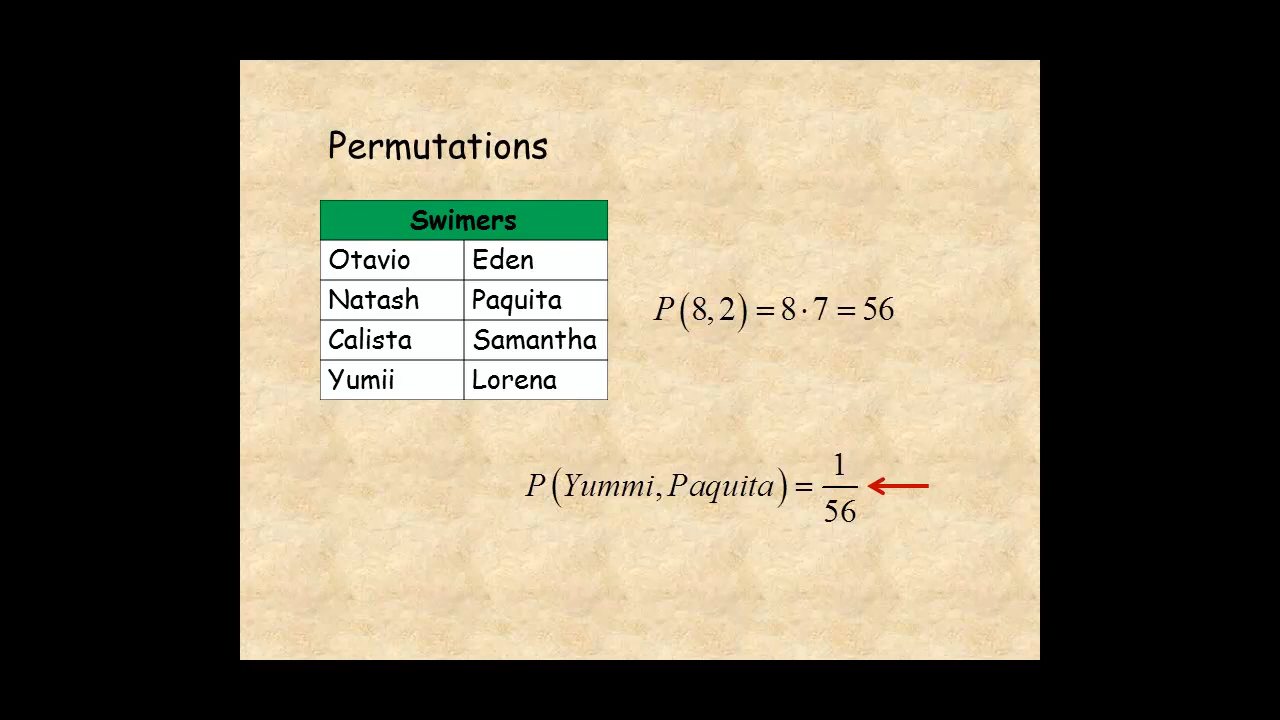 Permutations
Swimers
Otavio Eden
Natash Paquita
Calista Samantha
Yumii Lorena
P(8,2)=8·7=56
P(Yummi, Paquita)=1/56